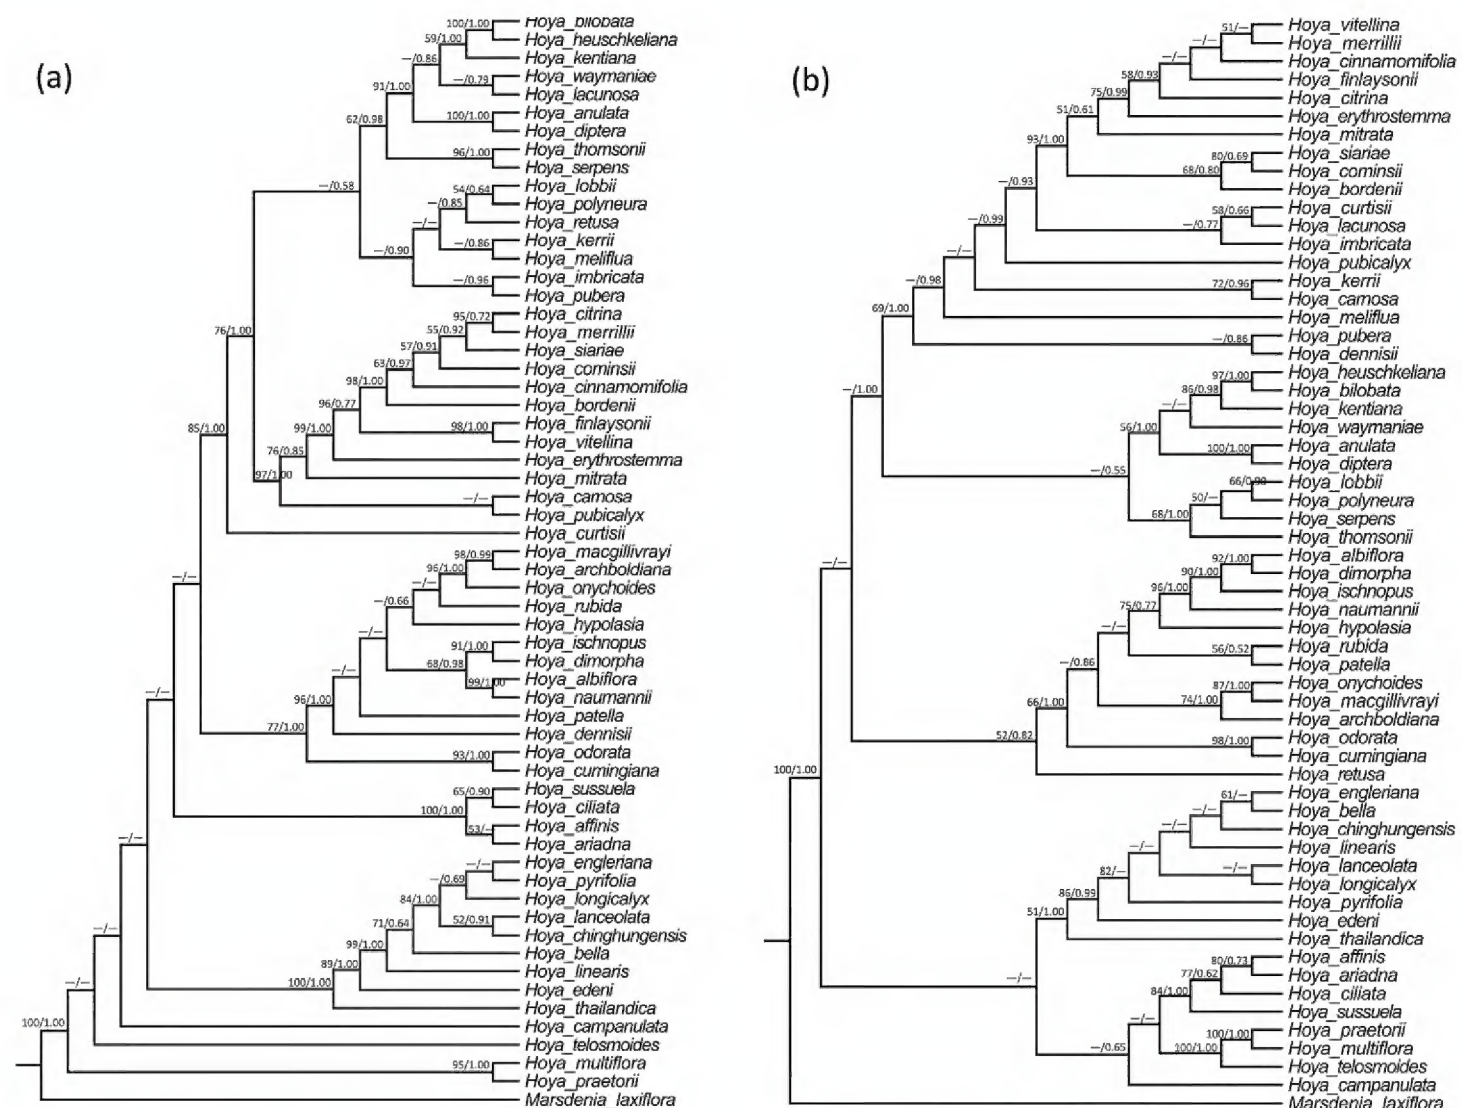 (a)
100/1.00 Hoya_bilobata
59/1.00 Hoya_heuschkeliana
—/0.86 Hoya_kentiana
91/1.00 —/0.79 Hoya_waymaniae
Hoya_lacunosa
62/0.98 100/1.00 Hoya_anulata
Hoya_diptera
96/1.00 Hoya_thomsonii
Hoya_serpens
—/0.58 54/0.64 Hoya_lobbii
—/0.85 Hoya_polyneura
—/— Hoya_retusa
—/0.90 —/0.86 Hoya_kerrii
Hoya_meliflua
—/0.96 Hoya_imbricata
Hoya_pubera
76/1.00 95/0.72 Hoya_citrina
55/0.92 Hoya_merrillii
57/0.91 Hoya_siariae
63/0.97 Hoya_cominsii
98/1.00 Hoya_cinnamomifolia
96/0.77 Hoya_bordenii
85/1.00 99/1.00 98/1.00 Hoya_finlaysonii
Hoya_vitellina
76/0.85 Hoya_erythrostemma
97/1.00 Hoya_mitrata
—/— Hoya_carnosa
Hoya_pubicalyx
Hoya_curtisii
98/0.99 Hoya_macgillivrayi
96/1.00 Hoya_archboldiana
—/— —/— Hoya_onychoides
—/0.66 Hoya_rubida
—/— Hoya_hypolasia
91/1.00 Hoya_ischnopus
68/0.98 Hoya_dimorpha
—/— 99/1.00 Hoya_albiflora
—/— Hoya_naumannii
96/1.00 Hoya_patella
77/1.00 Hoya_dennisii
93/1.00 Hoya_odorata
Hoya_cumingiana
65/0.90 Hoya_sussuela
100/1.00 Hoya_ciliata
53/— Hoya_affinis
—/— Hoya_ariadna
—/— Hoya_engleriana
—/0.69 Hoya_pyrifolia
84/1.00 Hoya_longicalyx
71/0.64 52/0.91 Hoya_lanceolata
—/— Hoya_chinghungensis
99/1.00 Hoya_bella
89/1.00 Hoya_linearis
—/— 100/1.00 Hoya_edeni
Hoya_thailandica
100/1.00 Hoya_campanulata
Hoya_telosmoides
95/1.00 Hoya_multiflora
Hoya_praetorii
Marsdenia_laxiflora
(b)
51/— Hoya_vitellina
—/— Hoya_merrillii
—/— Hoya_cinnamomifolia
58/0.93 Hoya_finlaysonii
75/0.99 Hoya_citrina
51/0.61 Hoya_erythrostemma
93/1.00 Hoya_mitrata
80/0.69 Hoya_siariae
68/0.80 Hoya_cominsii
—/0.93 Hoya_bordenii
58/0.66 Hoya_curtisii
—/0.99 —/0.77 Hoya_lacunosa
Hoya_imbricata
—/— Hoya_pubicalyx
—/0.98 72/0.96 Hoya_kerrii
Hoya_carnosa
69/1.00 Hoya_meliflua
—/0.86 Hoya_pubera
Hoya_dennisii
97/1.00 Hoya_heuschkeliana
—/1.00 86/0.98 Hoya_bilobata
—/— Hoya_kentiana
56/1.00 Hoya_waymaniae
100/1.00 Hoya_anulata
—/0.55 Hoya_diptera
66/0.90 Hoya_lobbii
50/— Hoya_polyneura
68/1.00 Hoya_serpens
Hoya_thomsonii
—/— 92/1.00 Hoya_albiflora
90/1.00 Hoya_dimorpha
96/1.00 Hoya_ischnopus
75/0.77 Hoya_naumannii
—/— Hoya_hypolasia
56/0.52 Hoya_rubida
—/0.86 Hoya_patella
87/1.00 Hoya_onychoides
66/1.00 74/1.00 Hoya_macgillivrayi
Hoya_archboldiana
52/0.82 98/1.00 Hoya_odorata
Hoya_cumingiana
100/1.00 Hoya_retusa
61/— Hoya_engleriana
—/— Hoya_bella
—/— Hoya_chinghungensis
—/— Hoya_linearis
82/— —/— Hoya_lanceolata
86/0.99 Hoya_longicalyx
Hoya_pyrifolia
51/1.00 Hoya_edeni
Hoya_thailandica
80/0.73 Hoya_affinis
—/— 77/0.62 Hoya_ariadna
84/1.00 Hoya_ciliata
—/— Hoya_sussuela
100/1.00 Hoya_praetorii
—/0.65 100/1.00 Hoya_multiflora
Hoya_telosmoides
Hoya_campanulata
Marsdenia_laxiflora